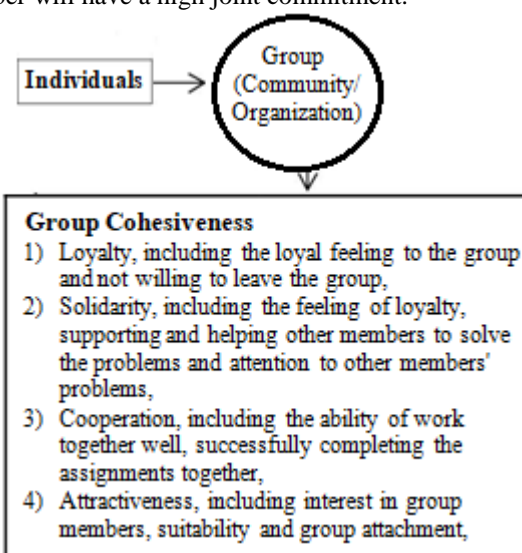 ber will have a high joint commitment.
Individuals
Group
(Community/
Organization)
Group Cohesiveness
1) Loyalty, including the loyal feeling to the group
and not willing to leave the group,
2) Solidarity, including the feeling of loyalty,
supporting and helping other members to solve
the problems and attention to other members'
problems,
3) Cooperation, including the ability of work
together well, successfully completing the
assignments together,
4) Attractiveness, including interest in group
members, suitability and group attachment,